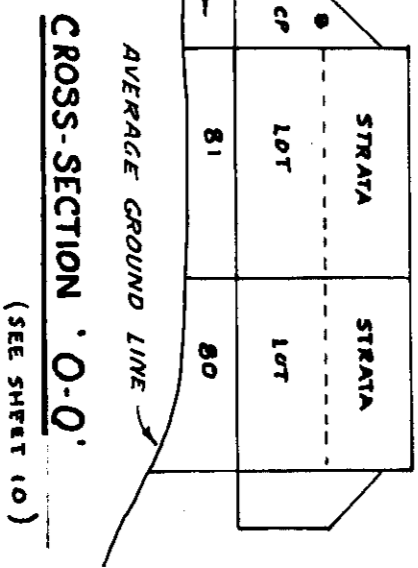 STRATA STRATA
CP LOT LOT
81 80
AVERAGE GROUND LINE
CROSS-SECTION 'O-O'
(SEE SHEET 10)